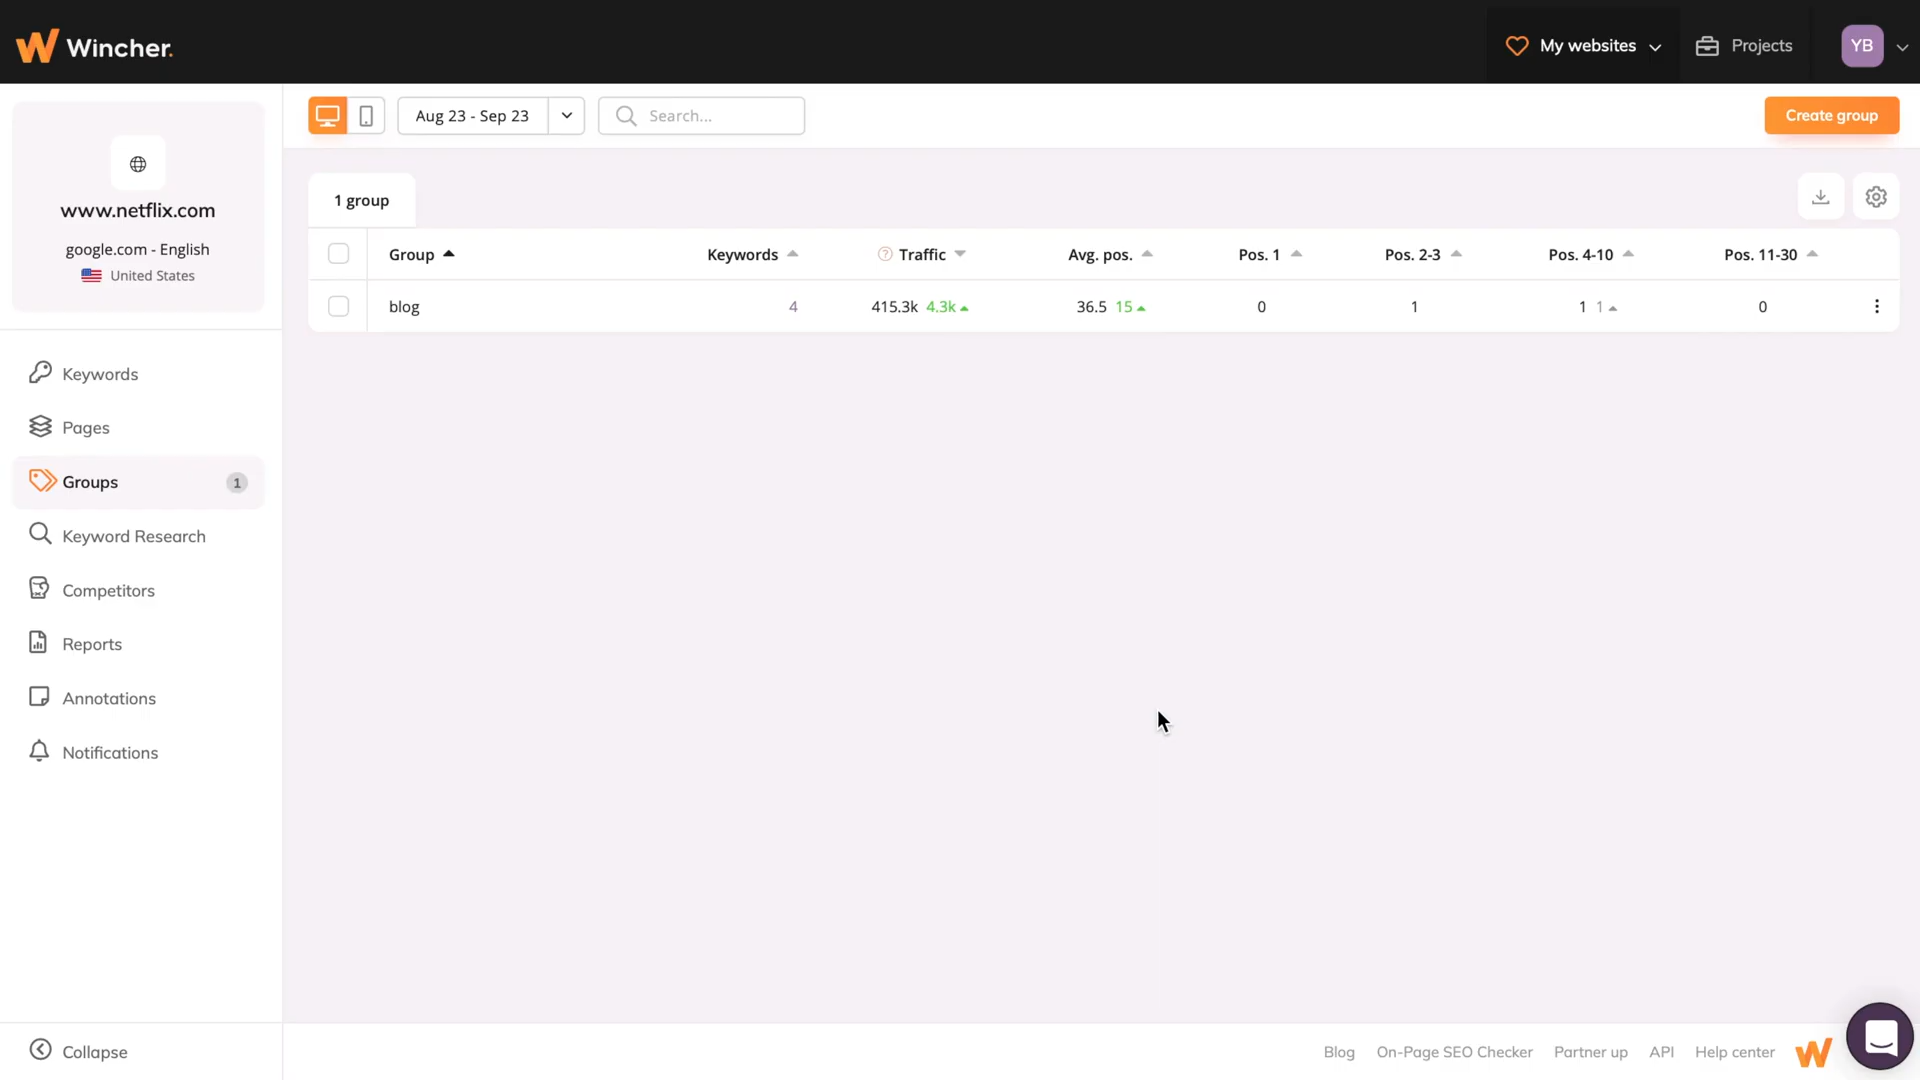 Wincher.
My websites
Projects
YB
www.netflix.com
google.com - English
United States
Aug 23 - Sep 23
Search...
Create group
1 group
Group Keywords Traffic Avg. pos. Pos. 1 Pos. 2-3 Pos. 4-10 Pos. 11-30
blog 4 415.3k 4.3k 36.5 15 0 1 1 1 0
Keywords
Pages
Groups 1
Keyword Research
Competitors
Reports
Annotations
Notifications
Collapse
Blog On-Page SEO Checker Partner up API Help center